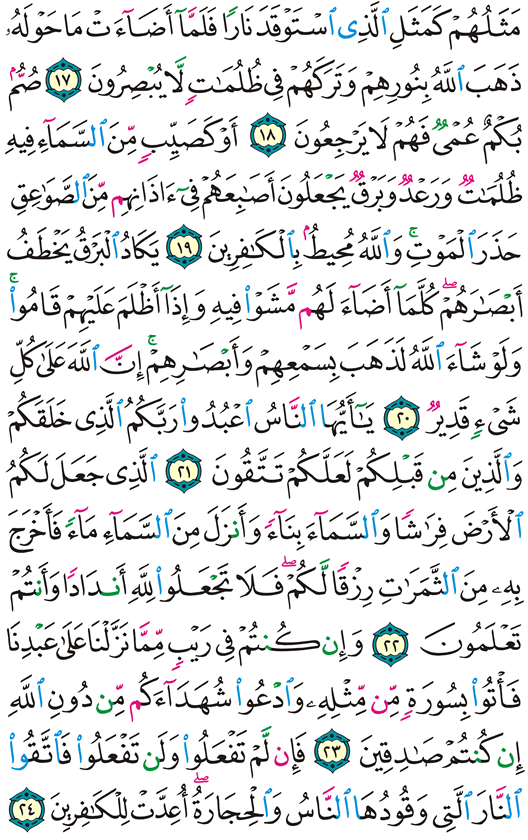 مَثَلُهُمْ كَمَثَلِ ٱلَّذِى ٱسْتَوْقَدَ نَارًا فَلَمَّآ أَضَآءَتْ مَا حَوْلَهُۥ
ذَهَبَ ٱللَّهُ بِنُورِهِمْ وَتَرَكَهُمْ فِى ظُلُمَـٰتٍ لَّا يُبْصِرُونَ ١٧ صُمٌّۢ
بُكْمٌ عُمْىٌ فَهُمْ لَا يَرْجِعُونَ ١٨ أَوْ كَصَيِّبٍ مِّنَ ٱلسَّمَآءِ فِيهِ
ظُلُمَـٰتٌ وَرَعْدٌ وَبَرْقٌ يَجْعَلُونَ أَصَـٰبِعَهُمْ فِىٓ ءَاذَانِهِم مِّنَ ٱلصَّوَٰعِقِ
حَذَرَ ٱلْمَوْتِ ۚ وَٱللَّهُ مُحِيطٌۢ بِٱلْكَـٰفِرِينَ ١٩ يَكَادُ ٱلْبَرْقُ يَخْطَفُ
أَبْصَـٰرَهُمْ ۖ كُلَّمَآ أَضَآءَ لَهُم مَّشَوْا۟ فِيهِ وَإِذَآ أَظْلَمَ عَلَيْهِمْ قَامُوا۟ ۚ
وَلَوْ شَآءَ ٱللَّهُ لَذَهَبَ بِسَمْعِهِمْ وَأَبْصَـٰرِهِمْ ۚ إِنَّ ٱللَّهَ عَلَىٰ كُلِّ
شَىْءٍ قَدِيرٌ ٢٠ يَـٰٓأَيُّهَا ٱلنَّاسُ ٱعْبُدُوا۟ رَبَّكُمُ ٱلَّذِى خَلَقَكُمْ
وَٱلَّذِينَ مِن قَبْلِكُمْ لَعَلَّكُمْ تَتَّقُونَ ٢١ ٱلَّذِى جَعَلَ لَكُمُ
ٱلْأَرْضَ فِرَٰشًا وَٱلسَّمَآءَ بِنَآءً وَأَنزَلَ مِنَ ٱلسَّمَآءِ مَآءً فَأَخْرَجَ
بِهِۦ مِنَ ٱلثَّمَرَٰتِ رِزْقًا لَّكُمْ ۖ فَلَا تَجْعَلُوا۟ لِلَّهِ أَندَادًا وَأَنتُمْ
تَعْلَمُونَ ٢٢ وَإِن كُنتُمْ فِى رَيْبٍ مِّمَّا نَزَّلْنَا عَلَىٰ عَبْدِنَا
فَأْتُوا۟ بِسُورَةٍ مِّن مِّثْلِهِۦ وَٱدْعُوا۟ شُهَدَآءَكُم مِّن دُونِ ٱللَّهِ
إِن كُنتُمْ صَـٰدِقِينَ ٢٣ فَإِن لَّمْ تَفْعَلُوا۟ وَلَن تَفْعَلُوا۟ فَٱتَّقُوا۟
ٱلنَّارَ ٱلَّتِى وَقُودُهَا ٱلنَّاسُ وَٱلْحِجَارَةُ ۖ أُعِدَّتْ لِلْكَـٰفِرِينَ ٢٤